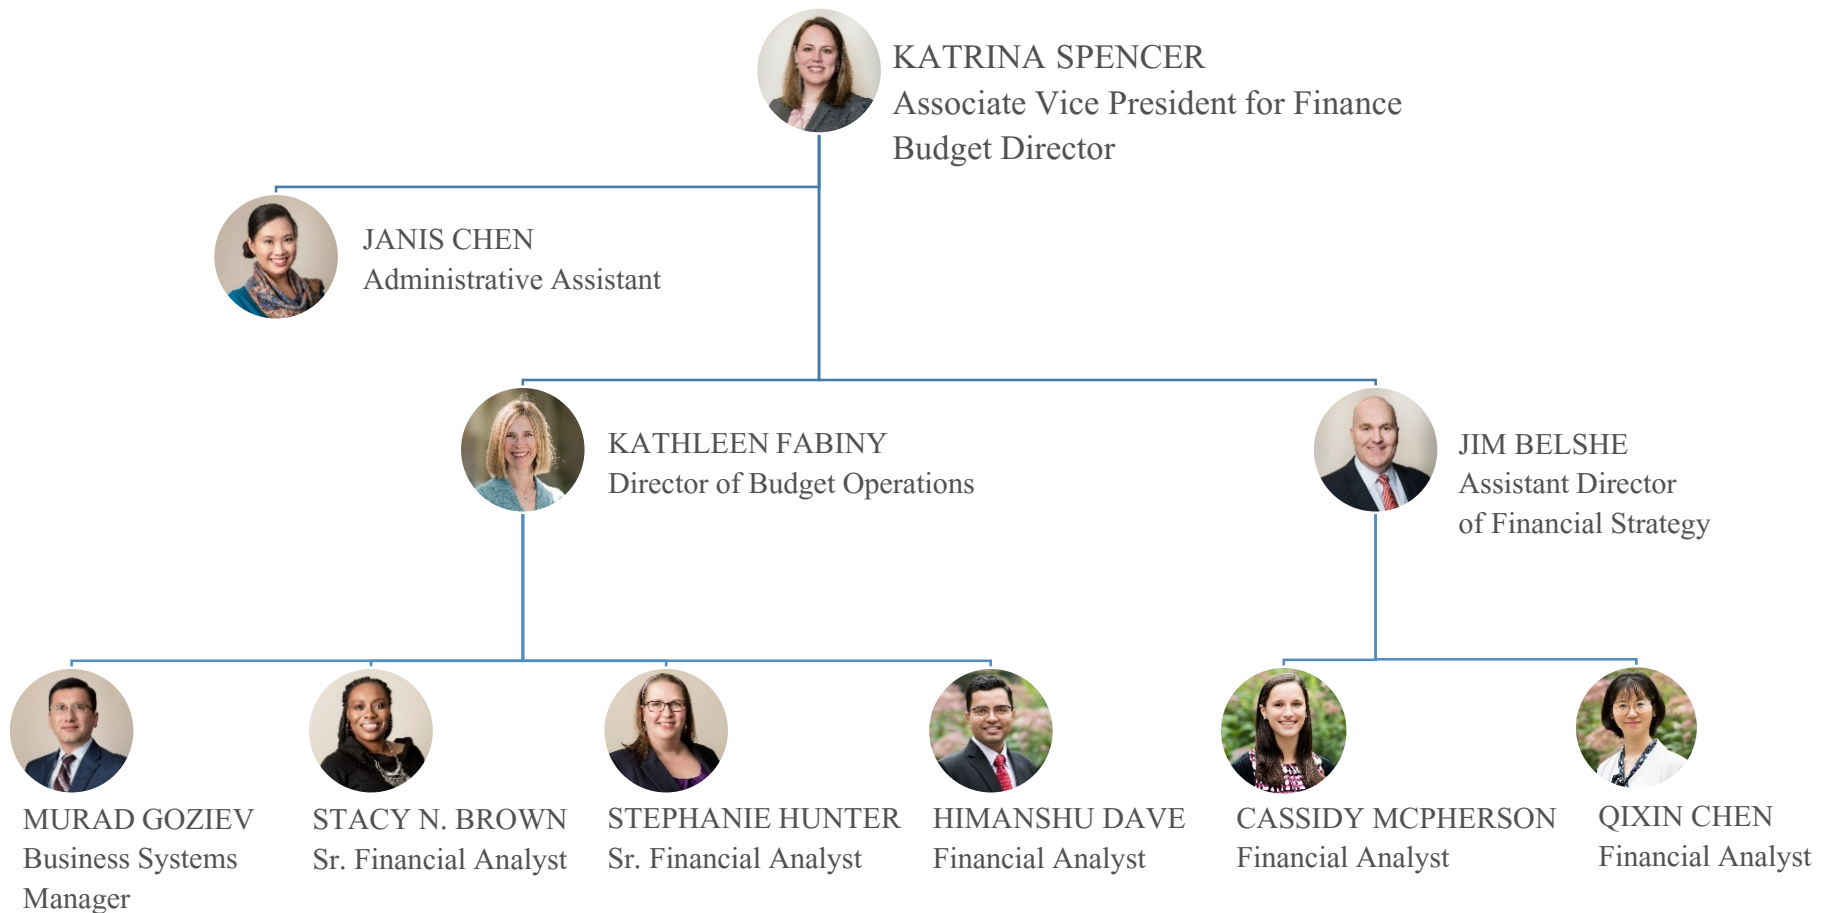 KATRINA SPENCER
Associate Vice President for Finance
Budget Director
JANIS CHEN
Administrative Assistant
KATHLEEN FABINY
Director of Budget Operations
JIM BELSHE
Assistant Director
of Financial Strategy
MURAD GOZIEV
Business Systems
Manager
STACY N. BROWN
Sr. Financial Analyst
STEPHANIE HUNTER
Sr. Financial Analyst
HIMANSHU DAVE
Financial Analyst
CASSIDY MCPHERSON
Financial Analyst
QIXIN CHEN
Financial Analyst